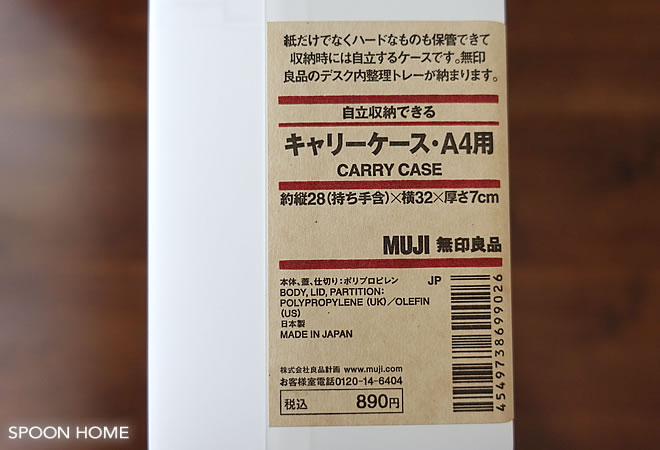 紙だけでなくハードなものも保管できて
収納時には自立するケースです。無印
良品のデスク内整理トレーが納まります。
自立収納できる
キャリーケース・A4用
CARRY CASE
約縦28(持ち手含)×横32×厚さ7cm
MUJI 無印良品
本体、蓋、仕切り:ポリプロピレン
JP
BODY, LID, PARTITION:
POLYPROPYLENE (UK)/OLEFIN
(US)
日本製
MADE IN JAPAN
株式会社良品計画 www.muji.com
お客様室電話0120-14-6404
税込 890円
4549738699026
SPOON HOME